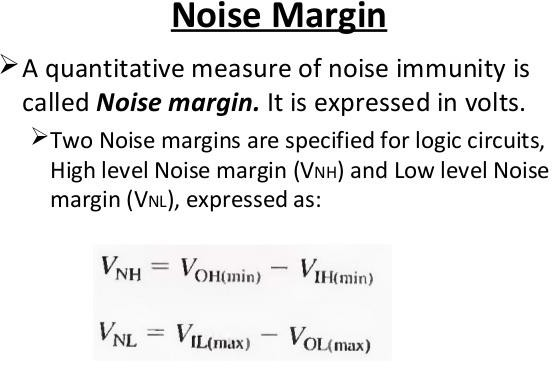 Noise Margin
➢A quantitative measure of noise immunity is
called Noise margin. It is expressed in volts.
➢Two Noise margins are specified for logic circuits,
High level Noise margin (VNH) and Low level Noise
margin (VNL), expressed as:
VNH = VOH(min) − VIH(min)
VNL = VIL(max) − VOL(max)